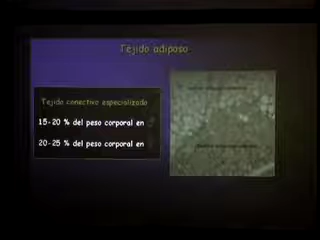 Tejido adiposo
Tejido conectivo especializado
15-20 % del peso corporal en
20-25 % del peso corporal en